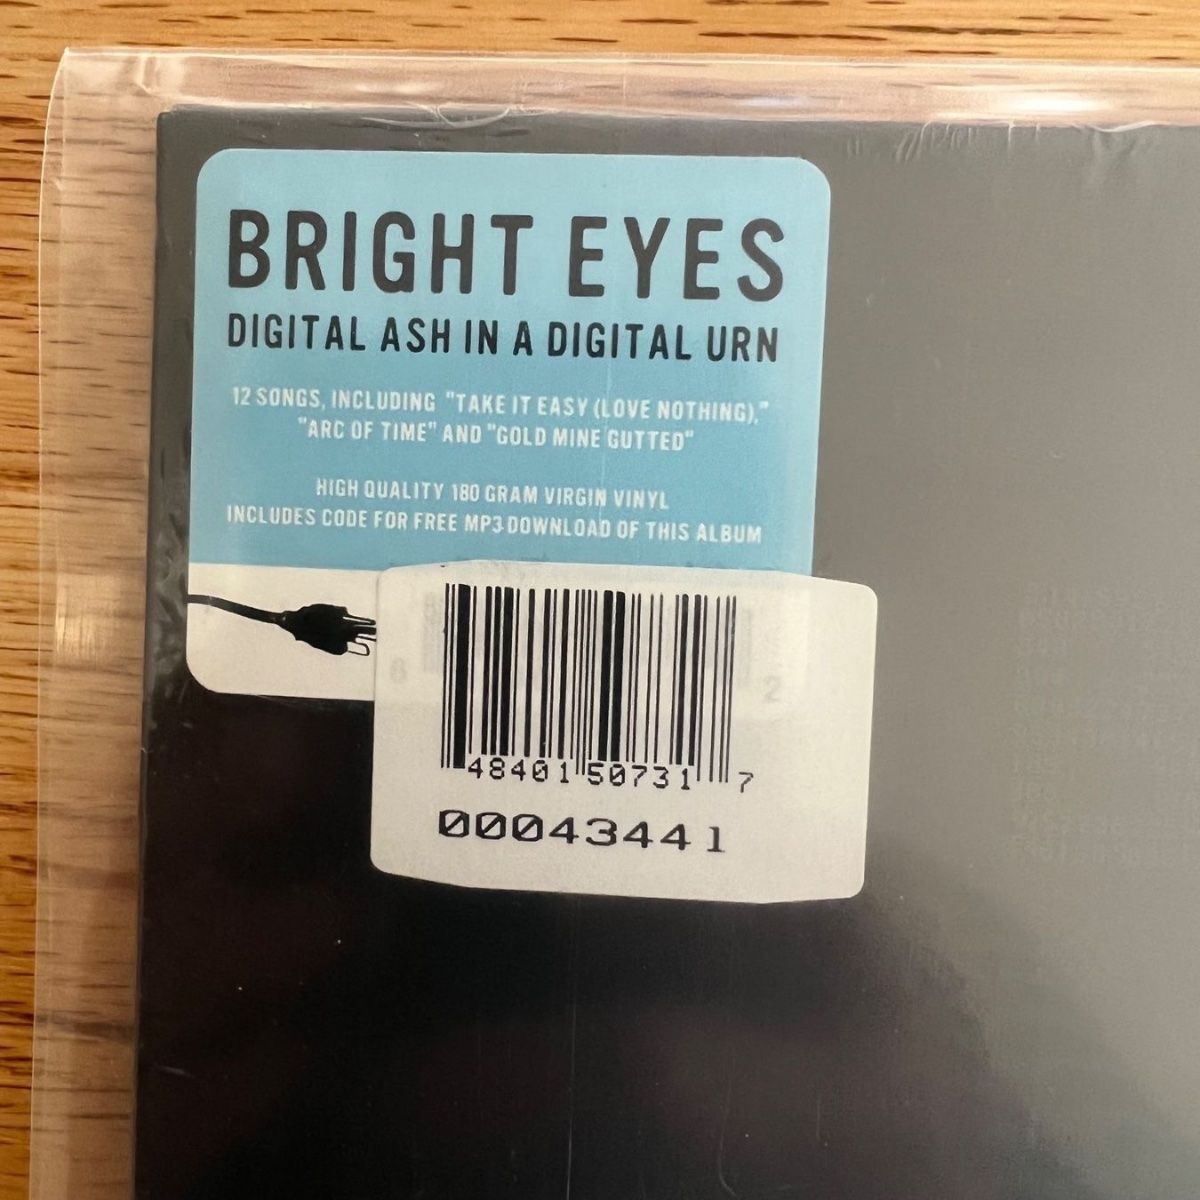 BRIGHT EYES
DIGITAL ASH IN A DIGITAL URN
12 SONGS, INCLUDING "TAKE IT EASY (LOVE NOTHING),"
"ARC OF TIME" AND "GOLD MINE GUTTED"
HIGH QUALITY 180 GRAM VIRGIN VINYL
INCLUDES CODE FOR FREE MP3 DOWNLOAD OF THIS ALBUM
6 2
48401 50731 7
00043441